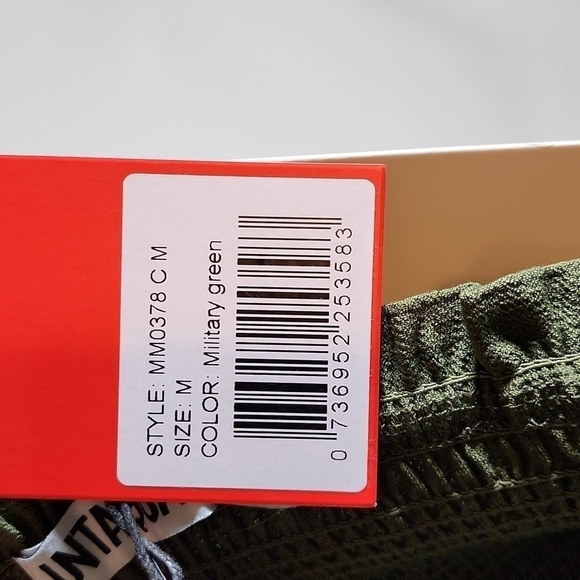 STYLE: MM0378 C M
SIZE: M
COLOR: Military green
0 736952 253583